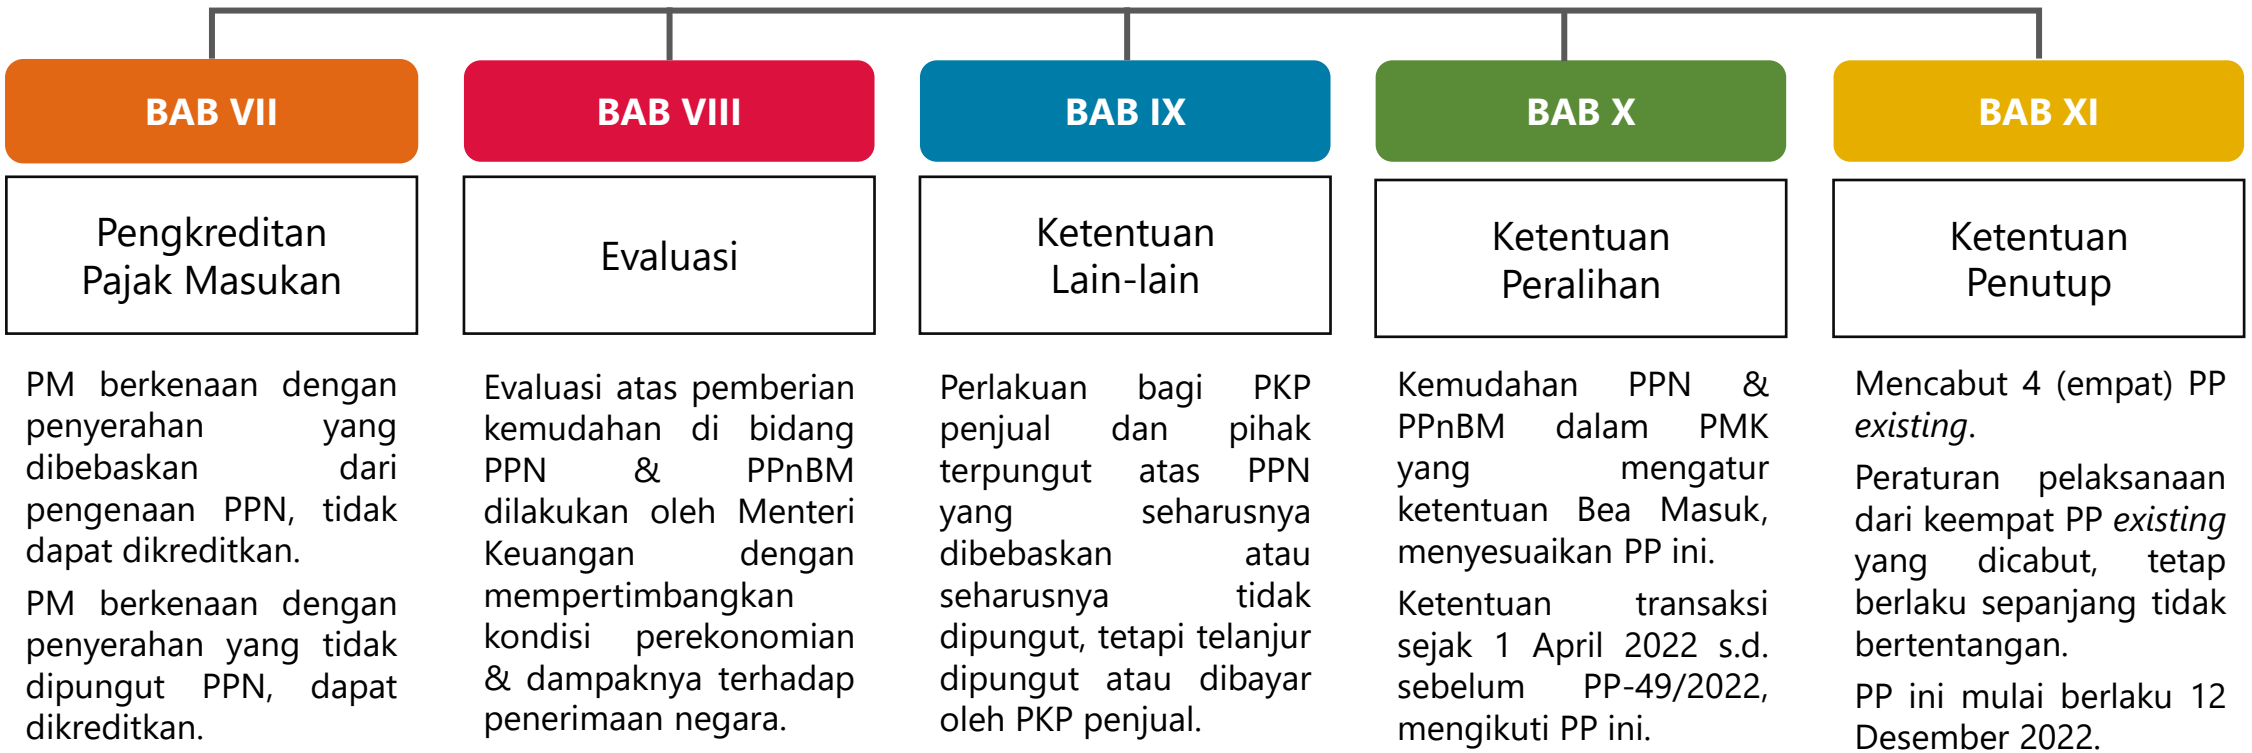 BAB VII
Pengkreditan
Pajak Masukan
PM berkenaan dengan
penyerahan yang
dibebaskan dari
pengenaan PPN, tidak
dapat dikreditkan.
PM berkenaan dengan
penyerahan yang tidak
dipungut PPN, dapat
dikreditkan.
BAB VIII
Evaluasi
Evaluasi atas pemberian
kemudahan di bidang
PPN & PPnBM
dilakukan oleh Menteri
Keuangan dengan
mempertimbangkan
kondisi perekonomian
& dampaknya terhadap
penerimaan negara.
BAB IX
Ketentuan
Lain-lain
Perlakuan bagi PKP
penjual dan pihak
terpungut atas PPN
yang seharusnya
dibebaskan atau
seharusnya tidak
dipungut, tetapi telanjur
dipungut atau dibayar
oleh PKP penjual.
BAB X
Ketentuan
Peralihan
Kemudahan PPN &
PPnBM dalam PMK
yang mengatur
ketentuan Bea Masuk,
menyesuaikan PP ini.
Ketentuan transaksi
sejak 1 April 2022 s.d.
sebelum PP-49/2022,
mengikuti PP ini.
BAB XI
Ketentuan
Penutup
Mencabut 4 (empat) PP
existing.
Peraturan pelaksanaan
dari keempat PP existing
yang dicabut, tetap
berlaku sepanjang tidak
bertentangan.
PP ini mulai berlaku 12
Desember 2022.